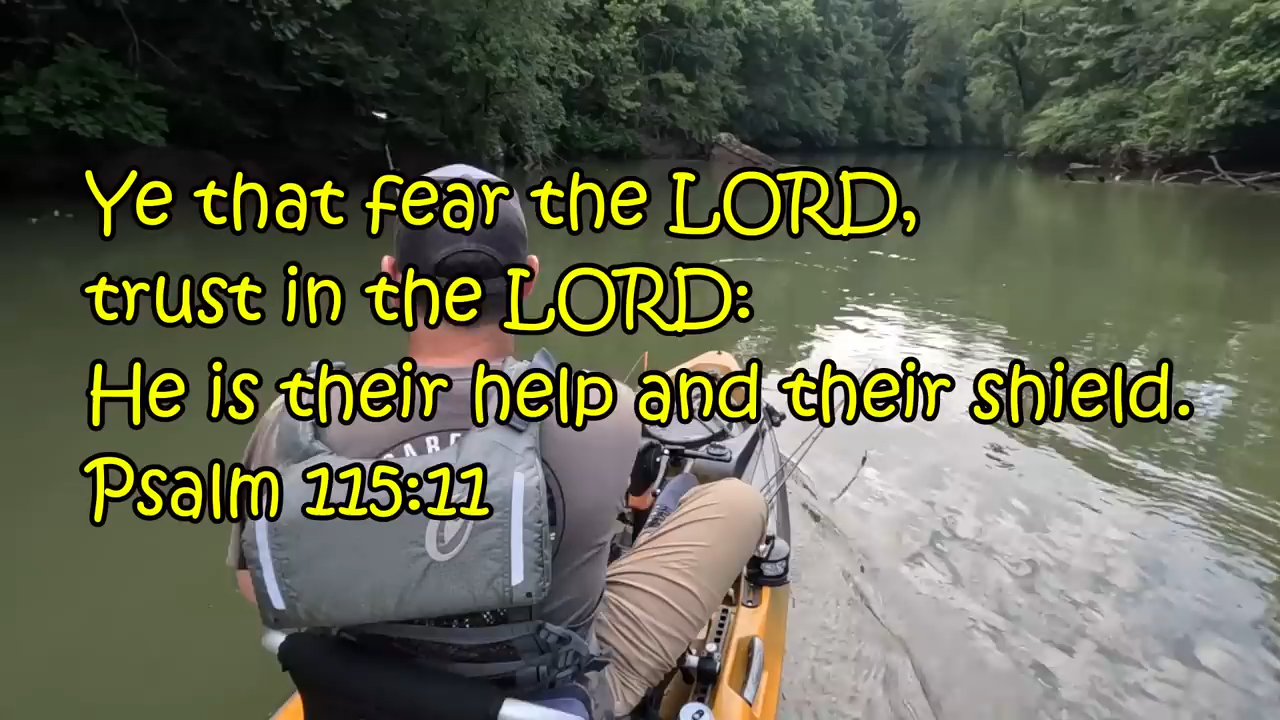 Ye that fear the LORD,
trust in the LORD:
He is their help and their shield.
Psalm 115:11